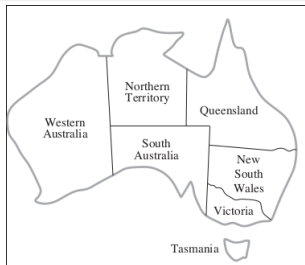 Northern
Territory
Queensland
Western
Australia
South
Australia
New
South
Wales
Victoria
Tasmania